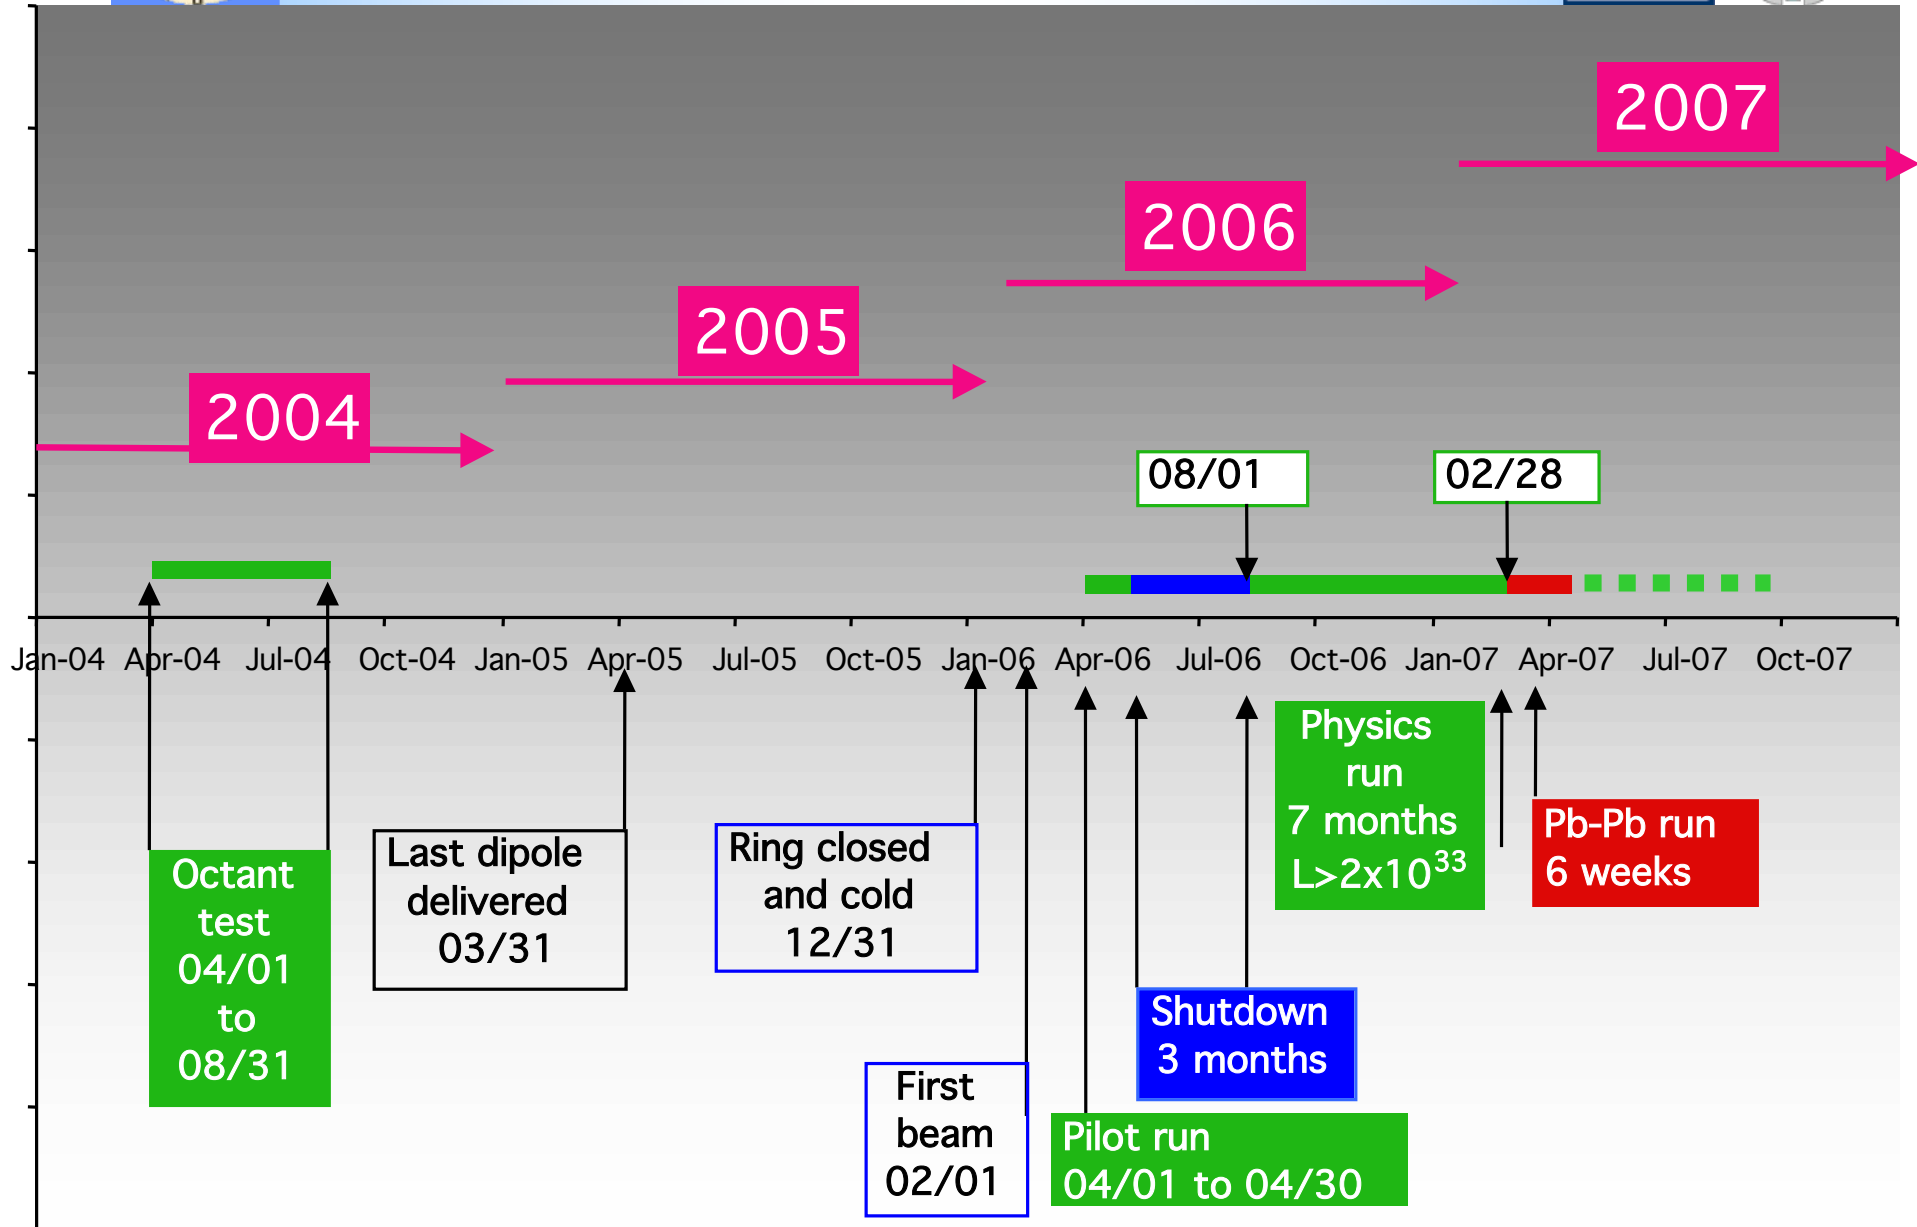 2007
2006
2005
2004
08/01
02/28
Jan-04 Apr-04 Jul-04 Oct-04 Jan-05 Apr-05 Jul-05 Oct-05 Jan-06 Apr-06 Jul-06 Oct-06 Jan-07 Apr-07 Jul-07 Oct-07
Octant
test
04/01
to
08/31
Last dipole
delivered
03/31
Ring closed
and cold
12/31
First
beam
02/01
Pilot run
04/01 to 04/30
Shutdown
3 months
Physics
run
7 months
L>2x10³³
Pb-Pb run
6 weeks